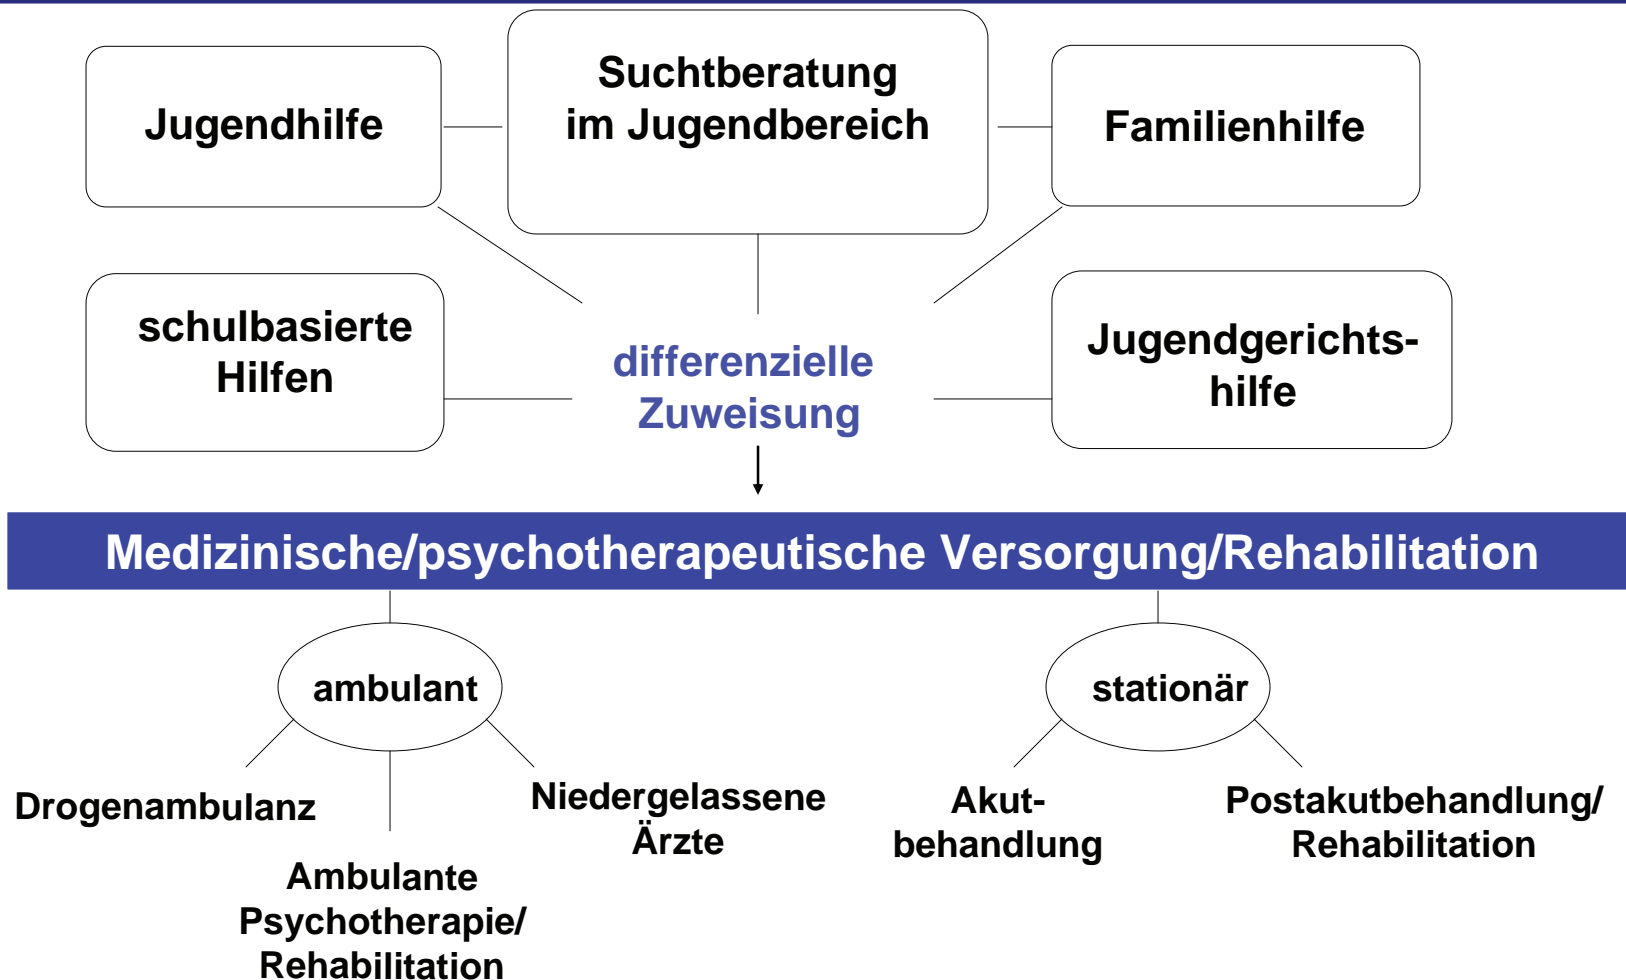 Jugendhilfe
Suchtberatung
im Jugendbereich
Familienhilfe
schulbasierte
Hilfen
differenzielle
Zuweisung
Jugendgerichts-
hilfe
Medizinische/psychotherapeutische Versorgung/Rehabilitation
ambulant
stationär
Drogenambulanz
Ambulante
Psychotherapie/
Rehabilitation
Niedergelassene
Ärzte
Akut-
behandlung
Postakutbehandlung/
Rehabilitation